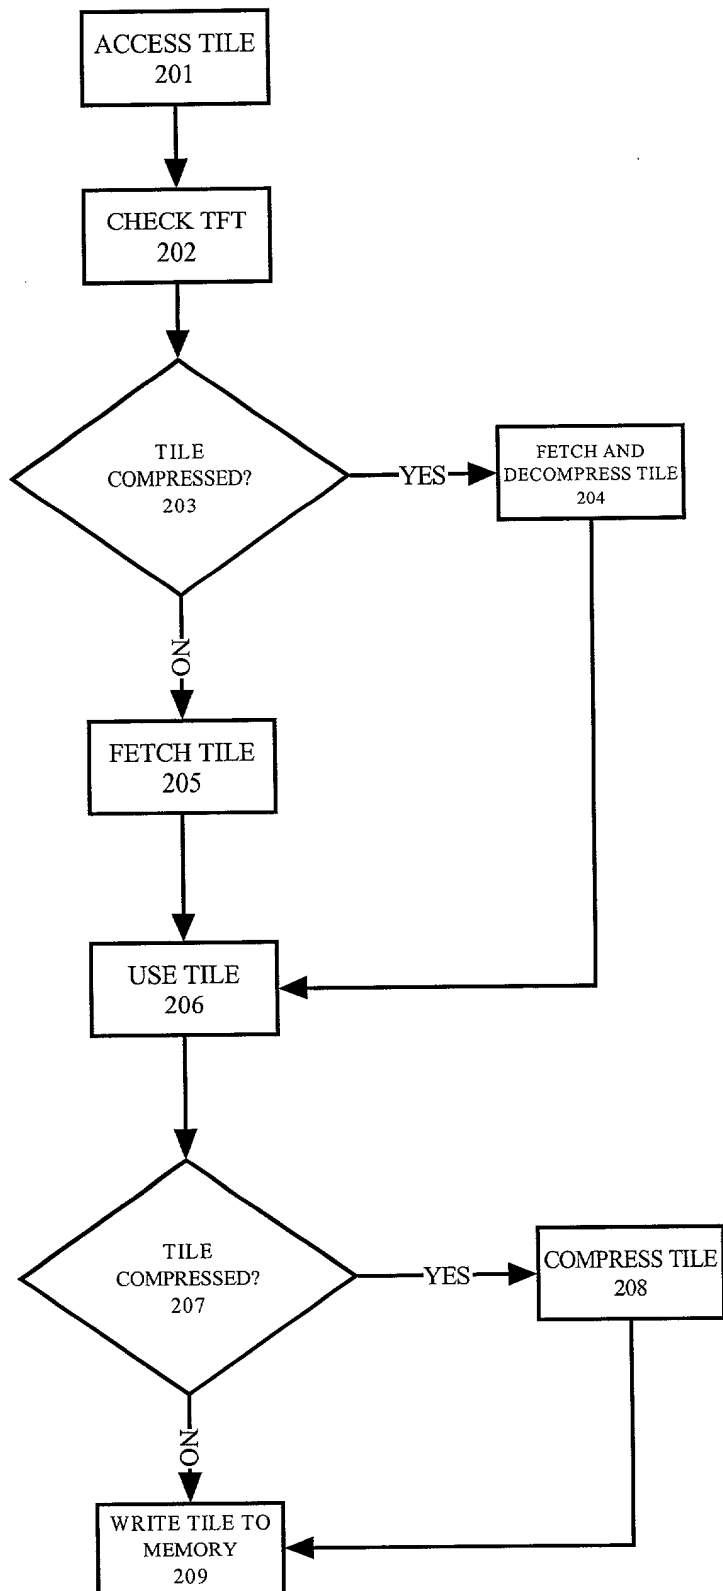 ACCESS TILE
201
CHECK TFT
202
TILE
COMPRESSED?
203
YES
FETCH AND
DECOMPRESS TILE
204
NO
FETCH TILE
205
USE TILE
206
TILE
COMPRESSED?
207
YES
COMPRESS TILE
208
NO
WRITE TILE TO
MEMORY
209